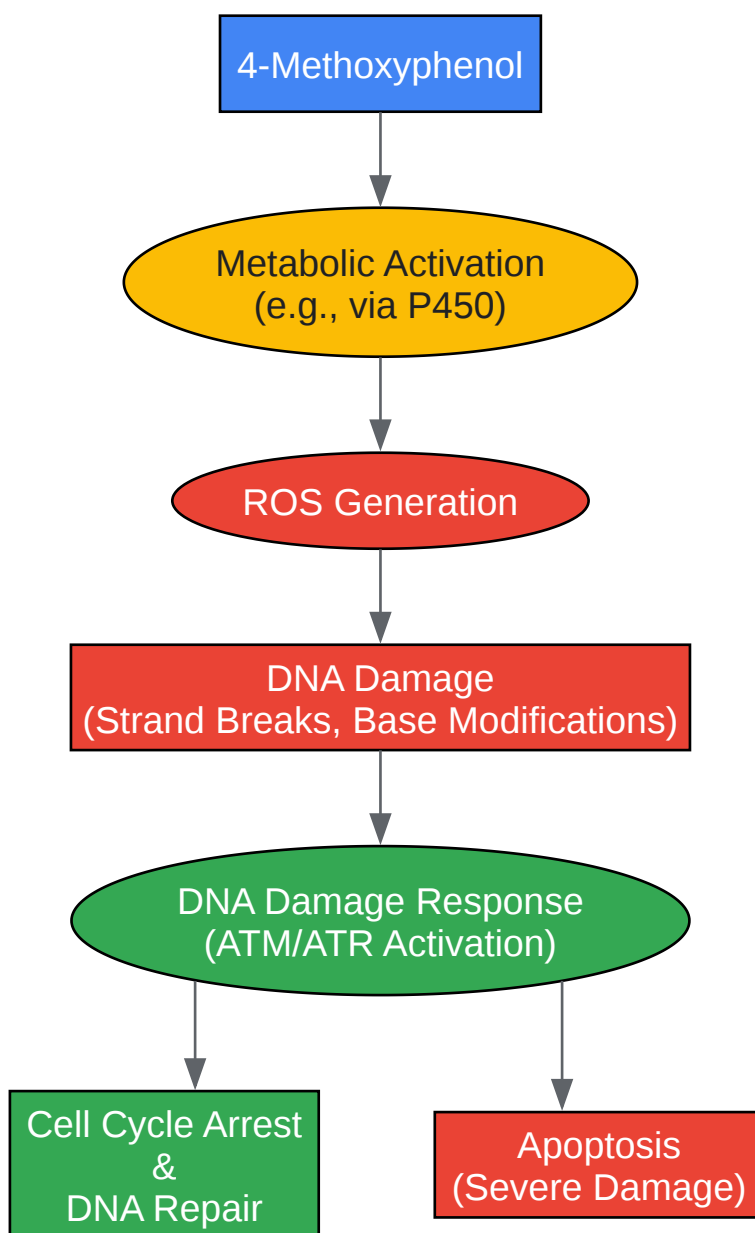 4-Methoxyphenol
Metabolic Activation
(e.g., via P450)
ROS Generation
DNA Damage
(Strand Breaks, Base Modifications)
DNA Damage Response
(ATM/ATR Activation)
Cell Cycle Arrest
&
DNA Repair
Apoptosis
(Severe Damage)